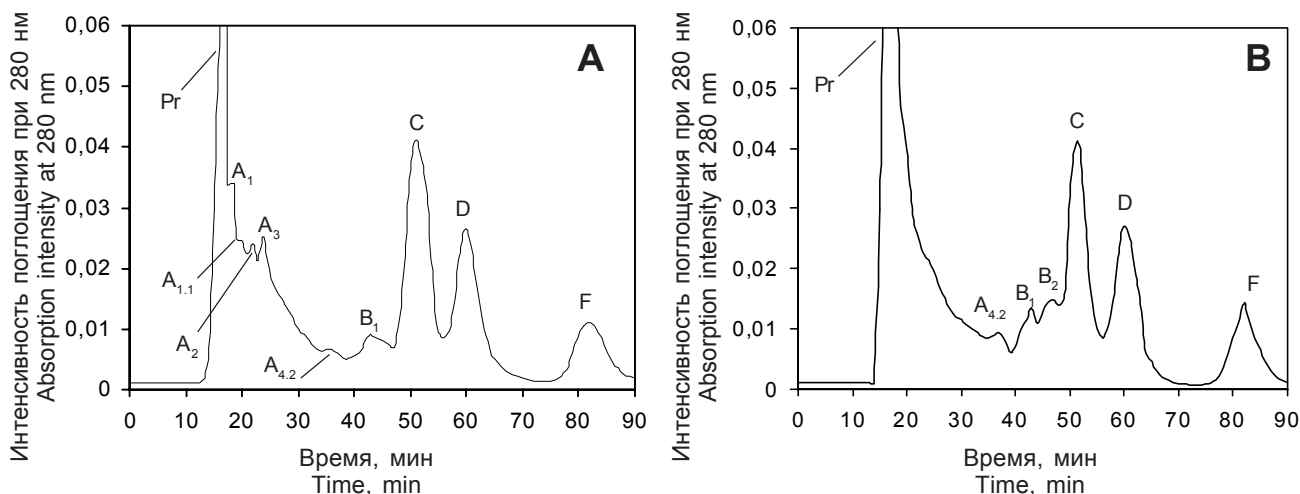 Интенсивность поглощения при 280 нм
Absorption intensity at 280 nm
0,06
0,05
0,04
0,03
0,02
0,01
0
A
Pr
A1
A1.1
A2
A3
A4.2
B1
C
D
F
0 10 20 30 40 50 60 70 80 90
Время, мин
Time, min
Интенсивность поглощения при 280 нм
Absorption intensity at 280 nm
0,06
0,05
0,04
0,03
0,02
0,01
0
B
Pr
A4.2
B1
B2
C
D
F
0 10 20 30 40 50 60 70 80 90
Время, мин
Time, min